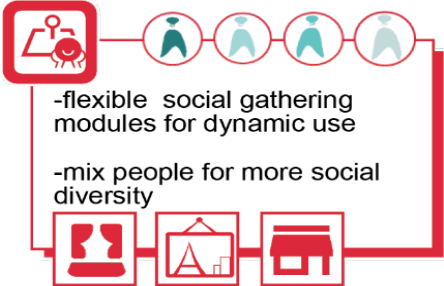 -flexible  social gathering
modules for dynamic use
-mix people for more social
diversity
A